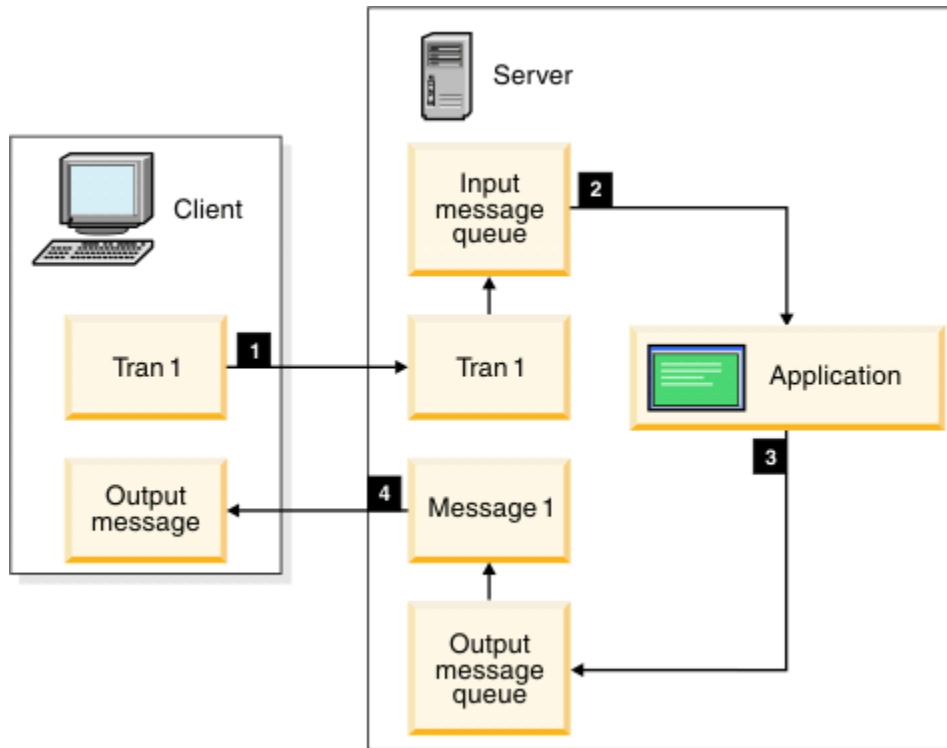 Server
Client
Input
message
queue
2
Tran 1
1
Tran 1
Application
3
Output
message
4
Message 1
Output
message
queue